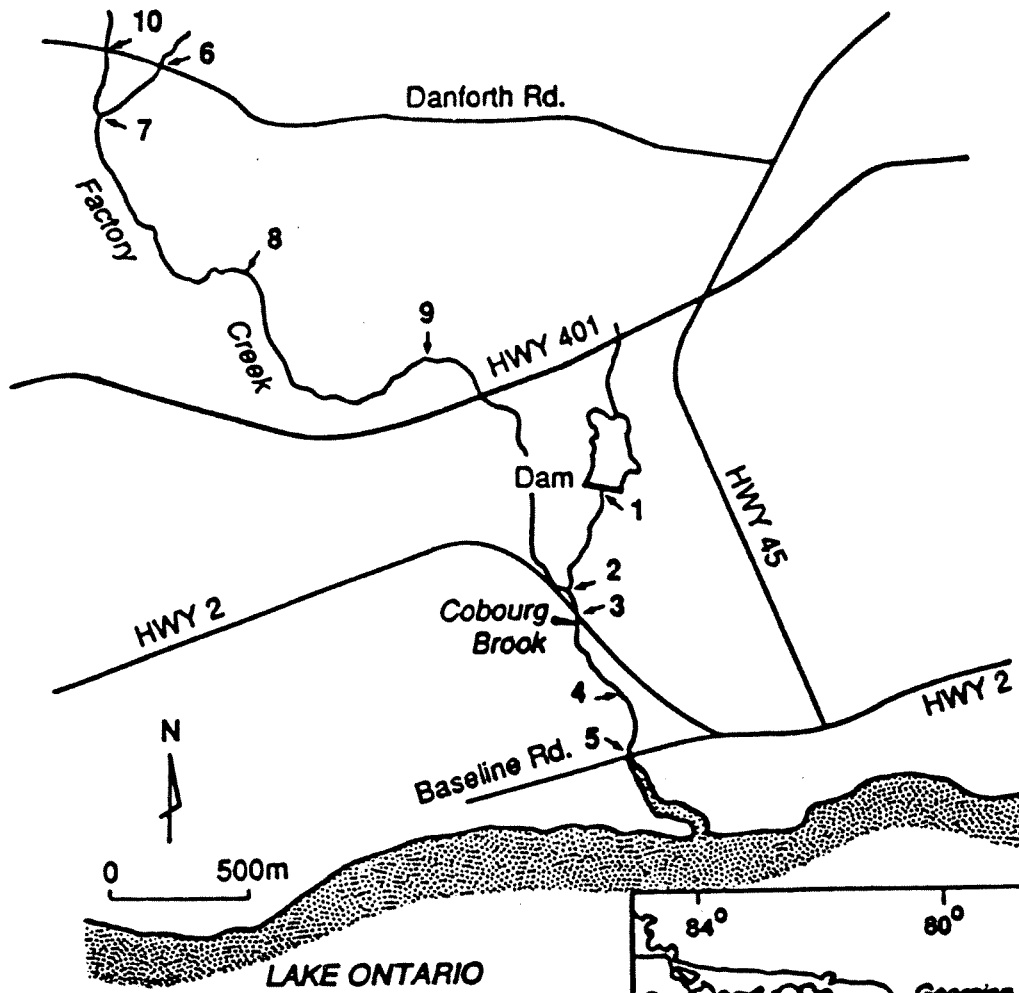 10
6
Danforth Rd.
7
Factory
8
Creek
9
HWY 401
Dam
1
HWY 45
2
HWY 2
Cobourg
Brook
3
4
HWY 2
5
Baseline Rd.
N
0 500m
84°
80°
LAKE ONTARIO